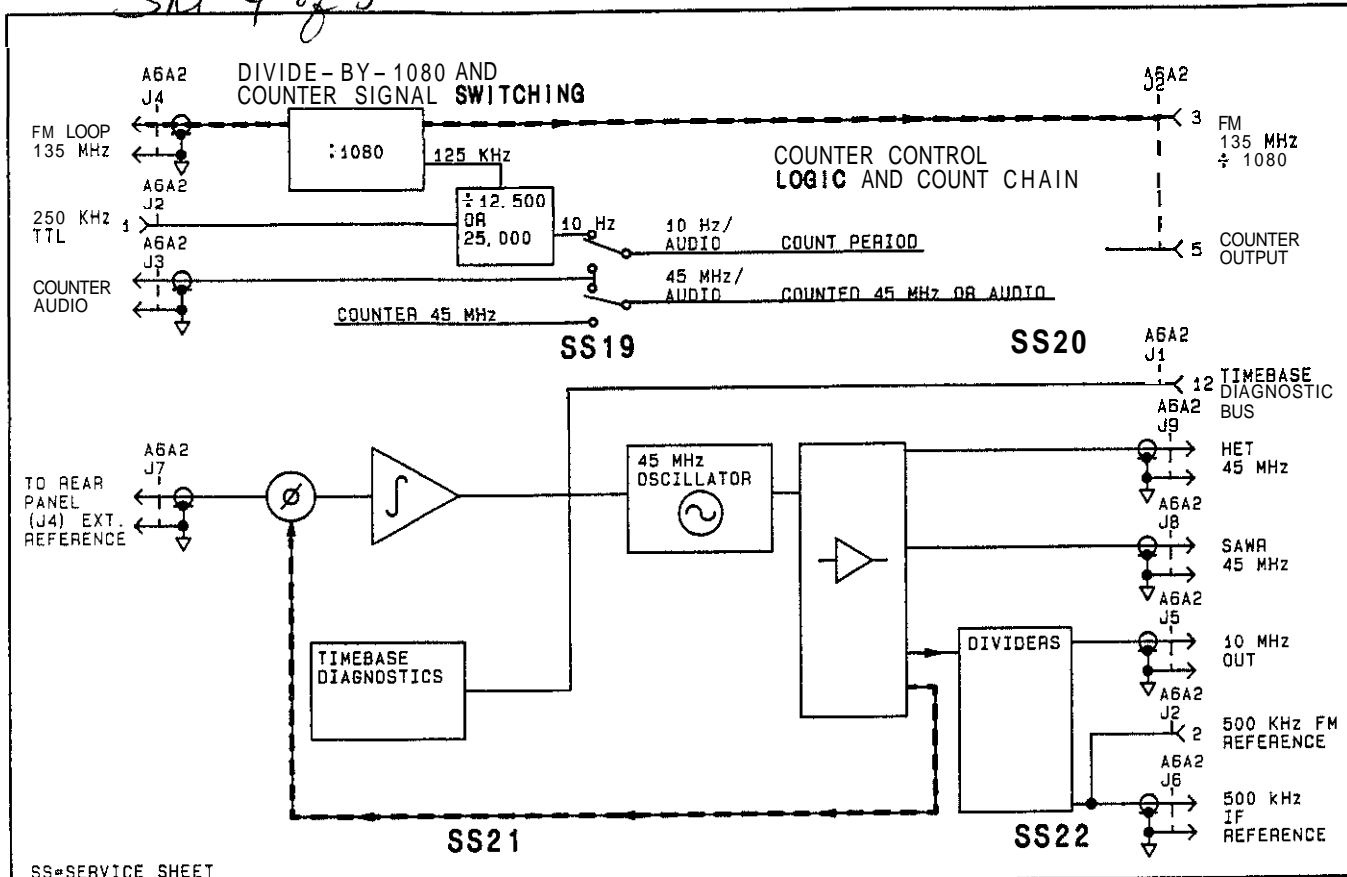 SM 4 of 5
A6A2
J4
DIVIDE-BY-1080 AND
COUNTER SIGNAL SWITCHING
A6A2
J2
FM LOOP
135 MHz
:1080
125 KHz
3
FM
135 MHz
÷ 1080
COUNTER CONTROL
LOGIC AND COUNT CHAIN
A6A2
J2
250 KHz
TTL
1
÷12,500
OR
25,000
10 Hz
10 Hz/
AUDIO
COUNT PERIOD
5
COUNTER
OUTPUT
A6A2
J3
COUNTER
AUDIO
45 MHz/
AUDIO
COUNTED 45 MHz OR AUDIO
COUNTER 45 MHz
SS19
SS20
A6A2
J1
12
TIMEBASE
DIAGNOSTIC
BUS
A6A2
J9
HET
45 MHz
A6A2
J7
TO REAR
PANEL
(J4) EXT.
REFERENCE
Ø
∫
45 MHz
OSCILLATOR
A6A2
J8
SAWR
45 MHz
A6A2
J5
10 MHz
OUT
TIMEBASE
DIAGNOSTICS
DIVIDERS
A6A2
J2
2
500 KHz FM
REFERENCE
A6A2
J6
500 kHz
IF
REFERENCE
SS21
SS22
SS=SERVICE SHEET